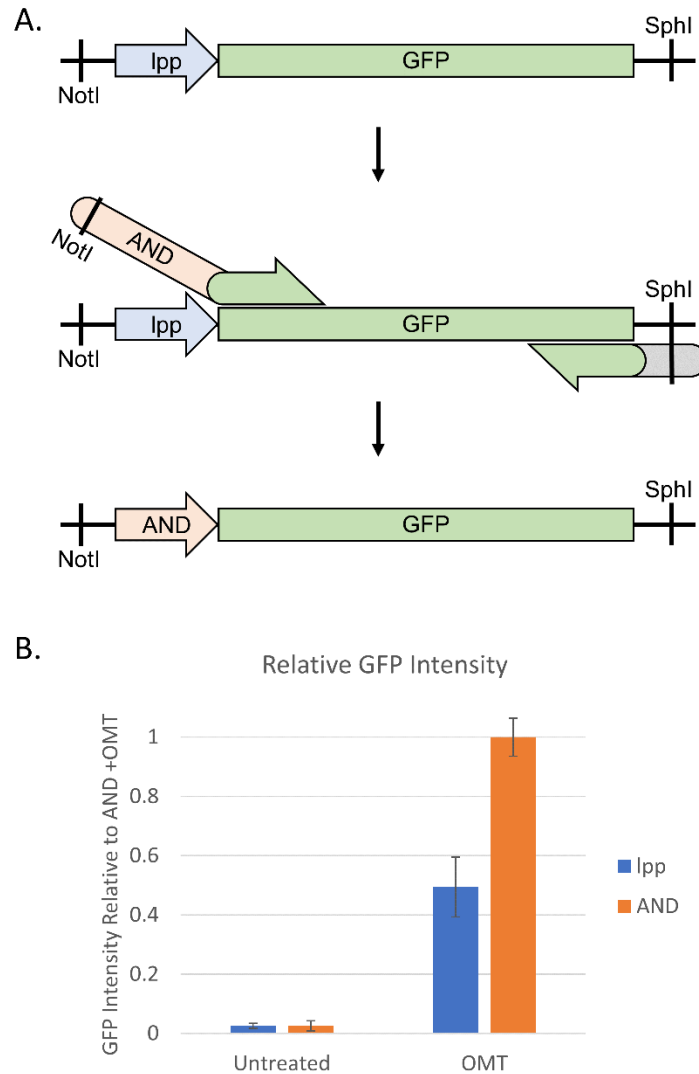 A.
SphI
lpp
GFP
NotI
AND
NotI
SphI
lpp
GFP
NotI
SphI
AND
GFP
NotI
B.
Relative GFP Intensity
GFP Intensity Relative to AND +OMT
1
0.8
0.6
0.4
0.2
0
lpp
AND
Untreated
OMT